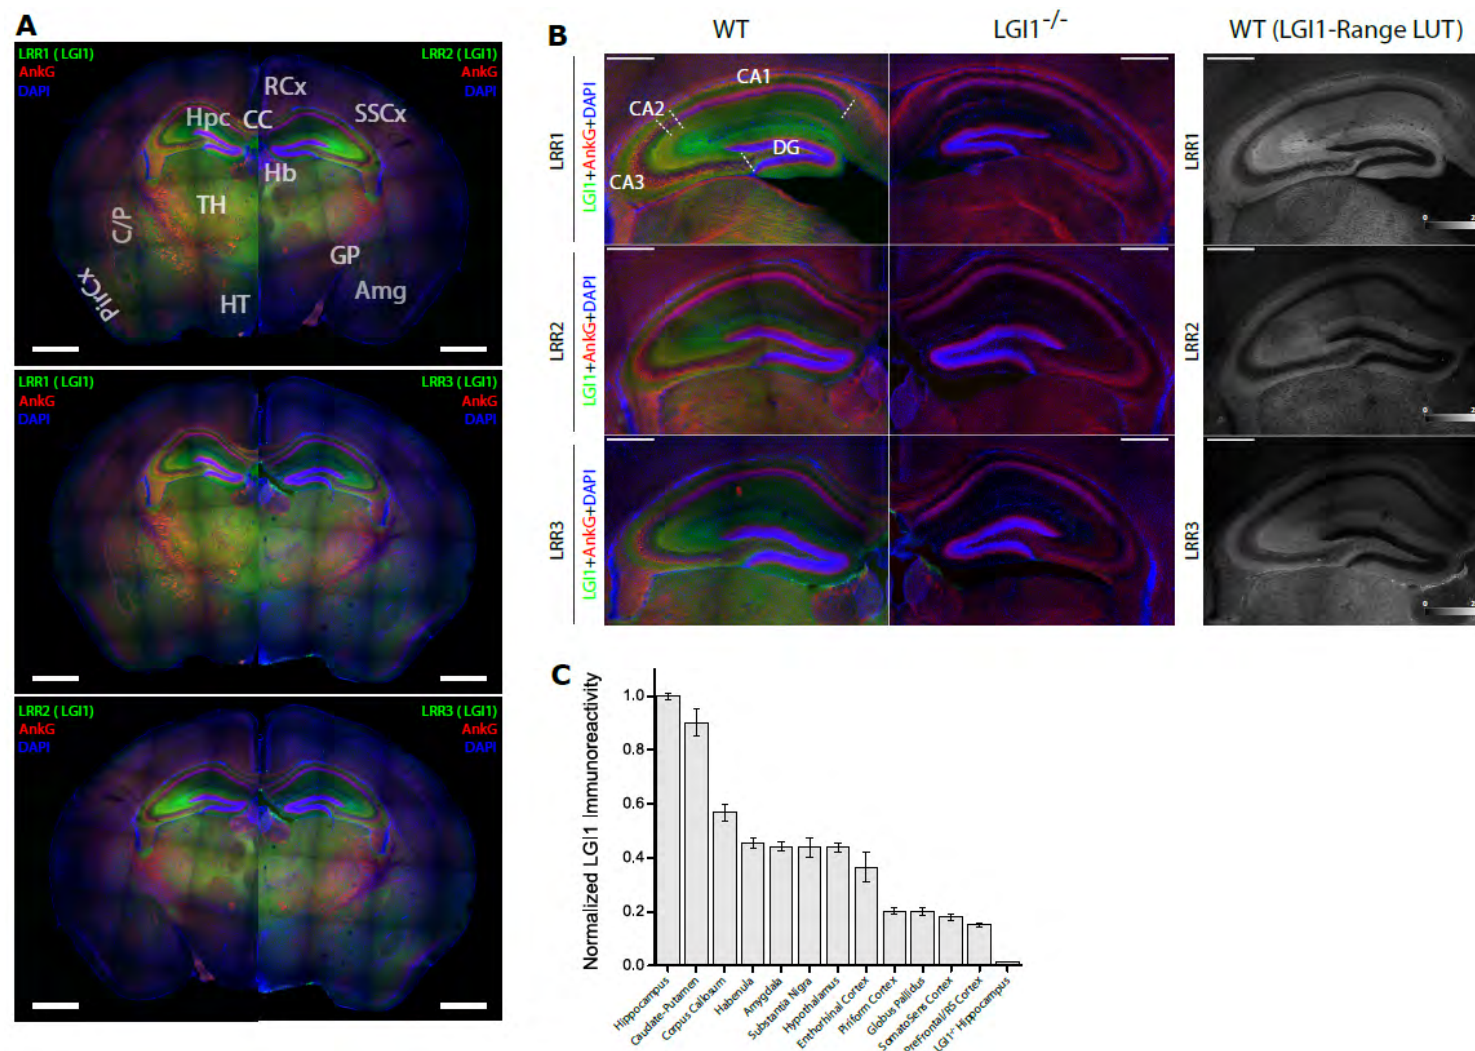 A
LRR1 (LGI1)
AnkG
DAPI
LRR2 (LGI1)
AnkG
DAPI
RCx
SSCx
Hpc
CC
Hb
TH
C/P
GP
PirCx
HT
Amg
LRR1 (LGI1)
AnkG
DAPI
LRR3 (LGI1)
AnkG
DAPI
LRR2 (LGI1)
AnkG
DAPI
LRR3 (LGI1)
AnkG
DAPI
B
WT
LGI1-/-
WT (LGI1-Range LUT)
LRR1
LGI1+AnkG+DAPI
CA1
CA2
DG
CA3
LRR1
LRR2
LGI1+AnkG+DAPI
LRR2
LRR3
LGI1+AnkG+DAPI
LRR3
C
Normalized LGI1 Immunoreactivity
1.0
0.8
0.6
0.4
0.2
0.0
Hippocampus
Caudate-Putamen
Corpus Callosum
Habenula
Amygdala
Substantia Nigra
Hypothalamus
Enthorhinal Cortex
Piriform Cortex
Globus Pallidus
SomatoSens Cortex
PreFrontal/RS Cortex
LGI1-/- Hippocampus